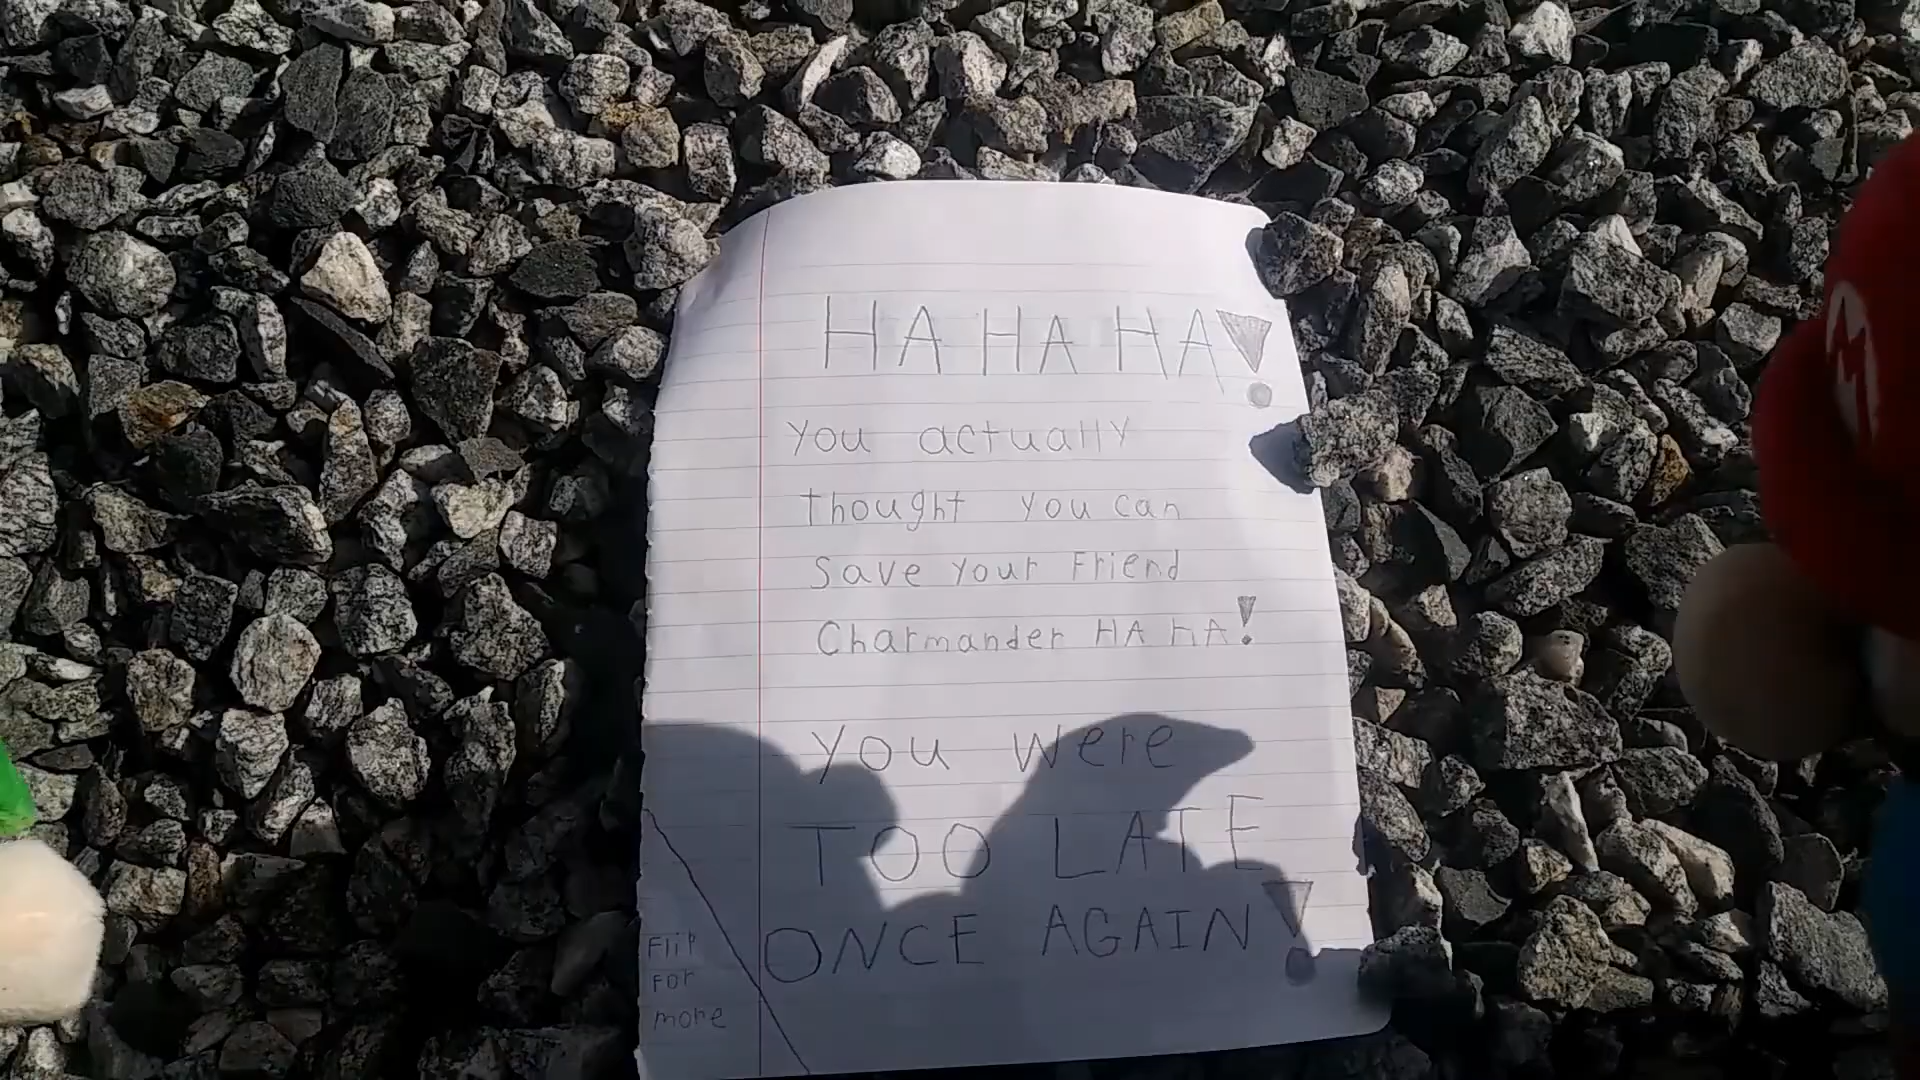 HA HA HA!
You actually
thought you can
Save your Friend
Charmander HA HA!
You were
TOO LATE
ONCE AGAIN!
Flip
For
more
M